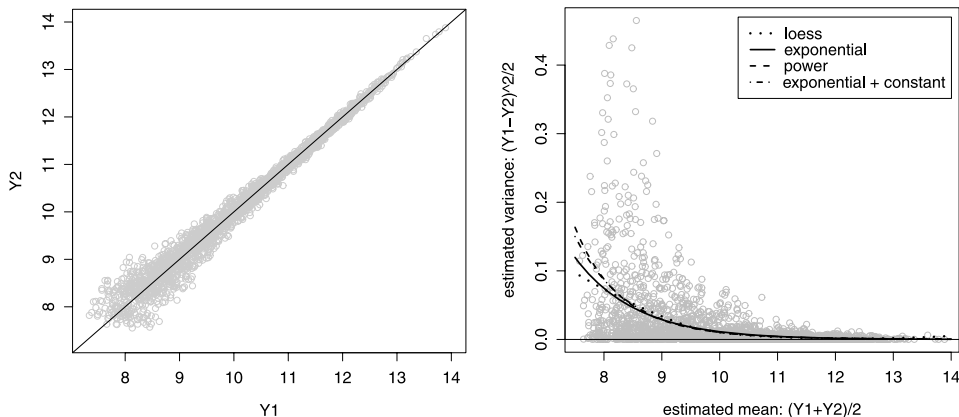 14
13
12
11
10
9
8
Y2
8 9 10 11 12 13 14
Y1
loess
exponential
power
exponential + constant
0.4
0.3
0.2
0.1
0.0
estimated variance: (Y1−Y2)^2/2
8 9 10 11 12 13 14
estimated mean: (Y1+Y2)/2